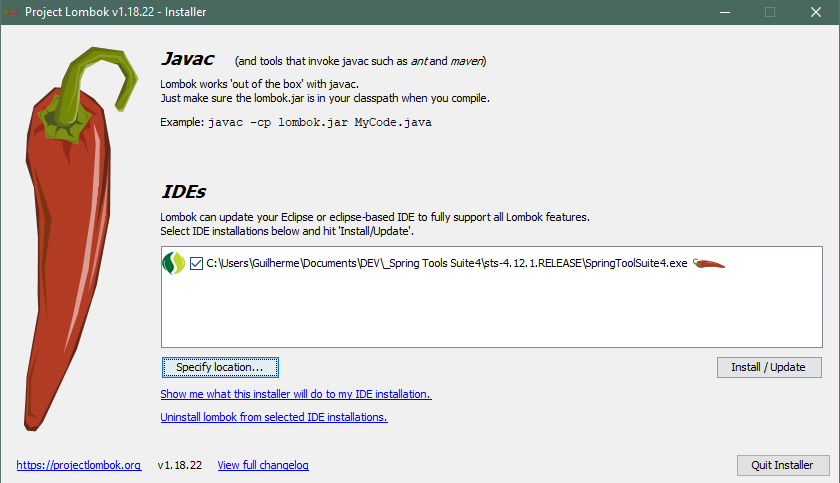 Project Lombok v1.18.22 - Installer
Javac (and tools that invoke javac such as ant and maven)
Lombok works 'out of the box' with javac.
Just make sure the lombok.jar is in your classpath when you compile.
Example: javac -cp lombok.jar MyCode.java
IDEs
Lombok can update your Eclipse or eclipse-based IDE to fully support all Lombok features.
Select IDE installations below and hit 'Install/Update'.
C:\Users\Guilherme\Documents\DEV\_Spring Tools Suite4\sts-4.12.1.RELEASE\SpringToolSuite4.exe
Specify location... Install / Update
Show me what this installer will do to my IDE installation.
Uninstall lombok from selected IDE installations.
https://projectlombok.org v1.18.22 View full changelog Quit Installer